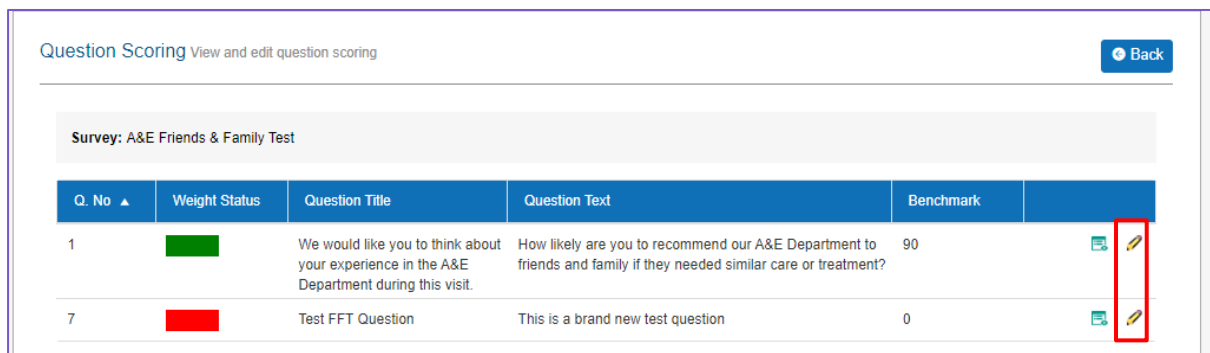 Question Scoring View and edit question scoring
Back
Survey: A&E Friends & Family Test
Q. No ▲ Weight Status Question Title Question Text Benchmark
1 We would like you to think about How likely are you to recommend our A&E Department to 90
your experience in the A&E friends and family if they needed similar care or treatment?
Department during this visit.
7 Test FFT Question This is a brand new test question 0